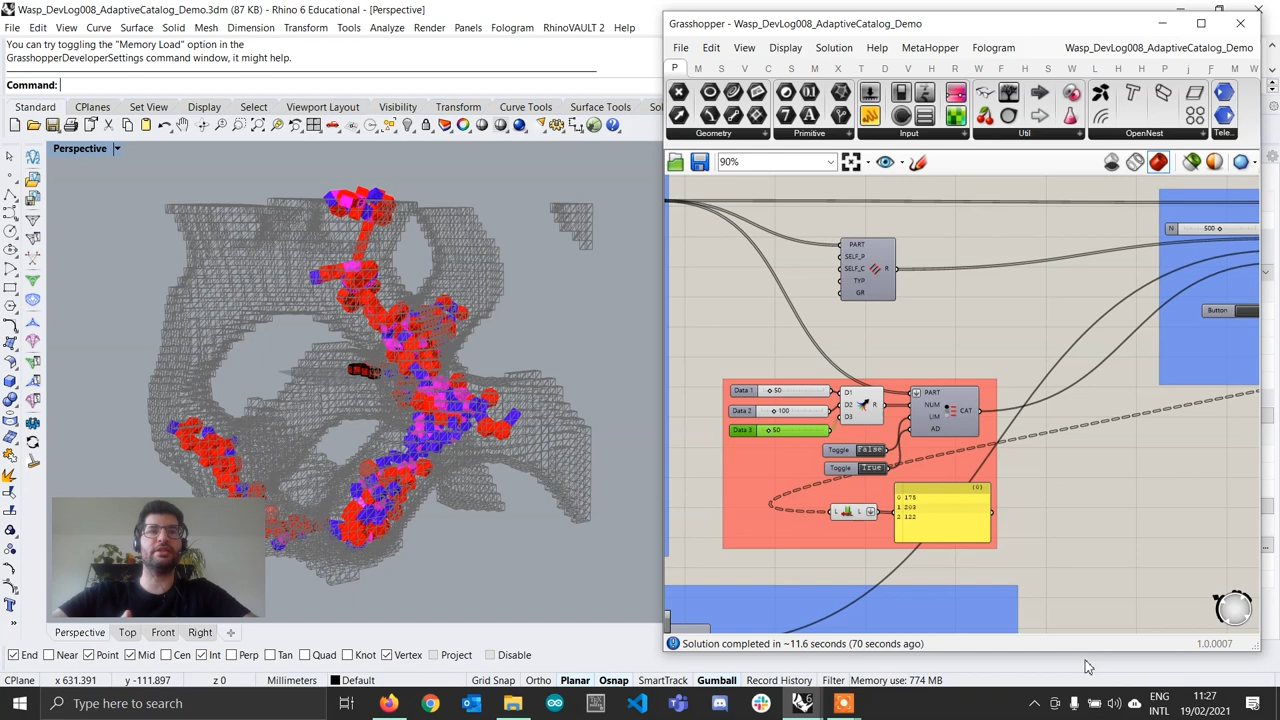 Wasp_DevLog008_AdaptiveCatalog_Demo.3dm (87 KB) - Rhino 6 Educational - [Perspective]
File Edit View Curve Surface Solid Mesh Dimension Transform Tools Analyze Render Panels Fologram RhinoVAULT 2 Help
You can try toggling the "Memory Load" option in the
GrasshopperDeveloperSettings command window, it might help.
Command:
Standard CPlanes Set View Display Select Viewport Layout Visibility Transform Curve Tools Surface Tools
Perspective
Grasshopper - Wasp_DevLog008_AdaptiveCatalog_Demo
File Edit View Display Solution Help MetaHopper Fologram Wasp_DevLog008_AdaptiveCatalog_Demo
P M S V C S M X T D V H R B K L T W F H S W E L C G F M W P j F M W
Geometry Primitive Input Util OpenNest Tele...
90%
PART
SELF_P
SELF_C R
TYP
GR
N 500
Button
Data 1 50
Data 2 100
Data 3 50
D1
D2 R
D3
PART
NUM
LIM CAT
AD
Toggle False
Toggle True
L L
{0}
0 175
1 203
2 122
Solution completed in ~11.6 seconds (70 seconds ago)
1.0.0007
Perspective Top Front Right
End Near Point Mid Cen Int Perp Tan Quad Knot Vertex Project Disable
CPlane x 631.391 y -111.897 z 0 Millimeters Default Grid Snap Ortho Planar Osnap SmartTrack Gumball Record History Filter Memory use: 774 MB
Type here to search
ENG
INTL
11:27
19/02/2021